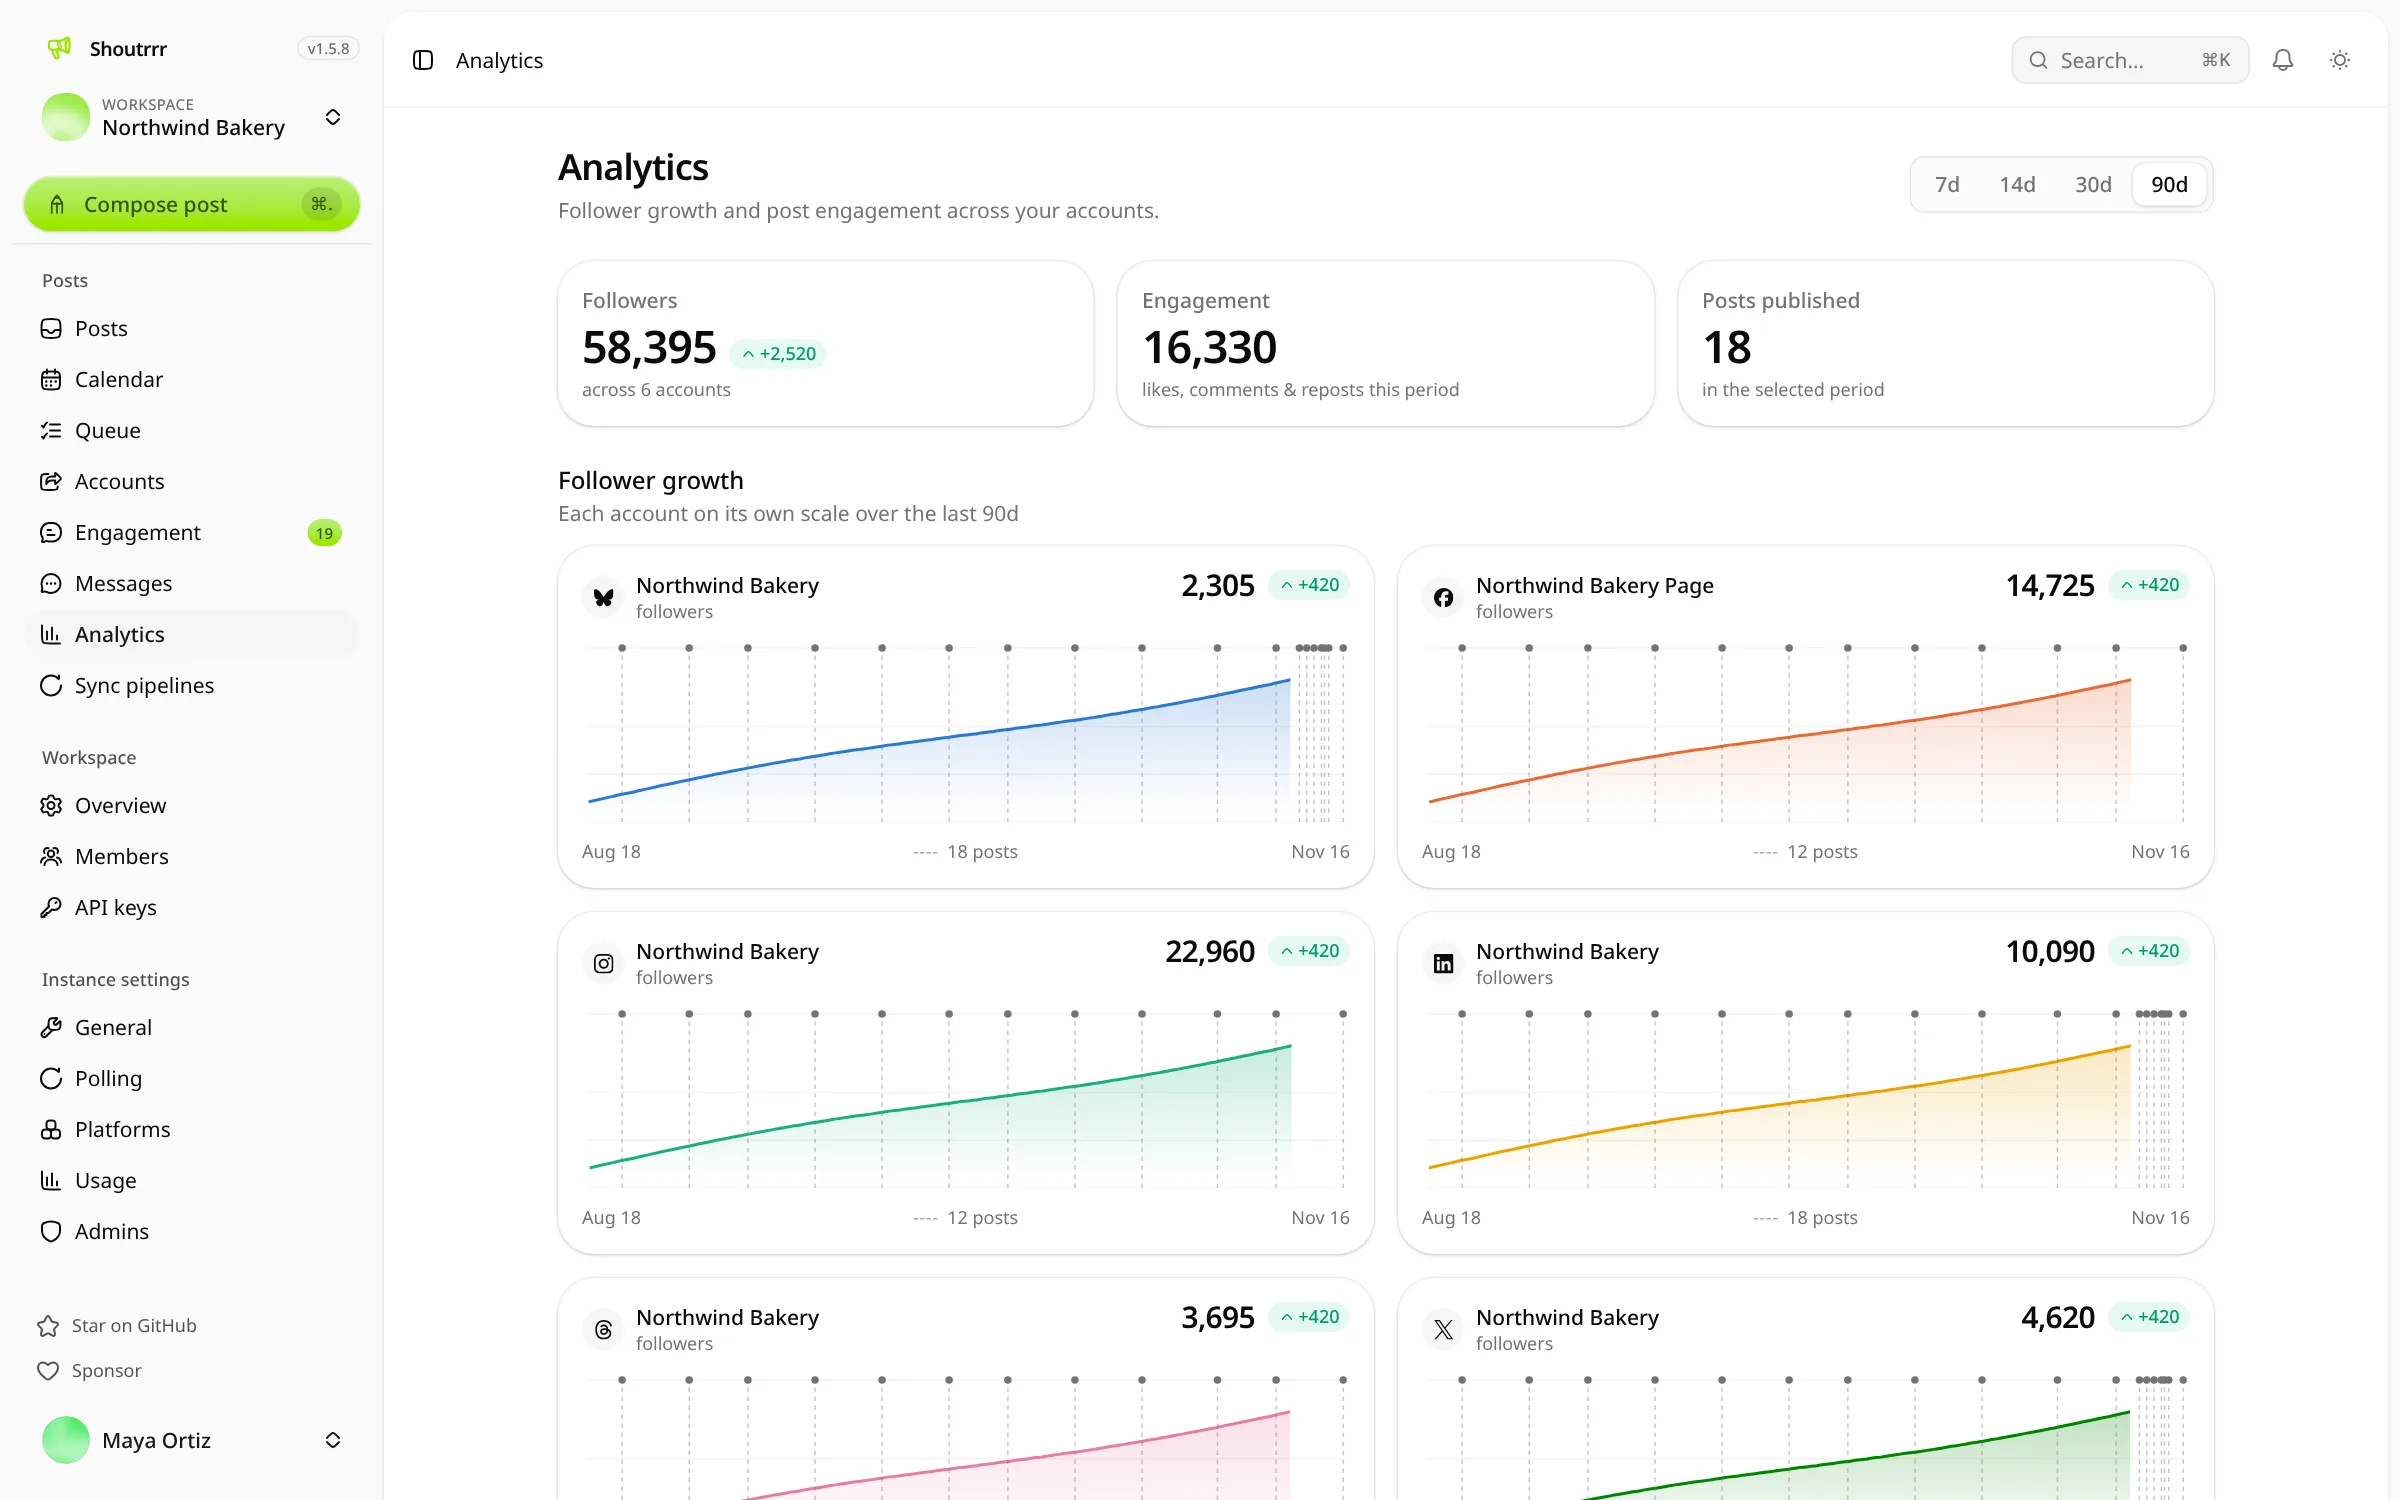 Shoutrrr
v1.5.8
WORKSPACE
Northwind Bakery
Compose post
⌘.
Posts
Posts
Calendar
Queue
Accounts
Engagement
19
Messages
Analytics
Sync pipelines
Workspace
Overview
Members
API keys
Instance settings
General
Polling
Platforms
Usage
Admins
Star on GitHub
Sponsor
Maya Ortiz
Analytics
Search...
⌘K
Analytics
Follower growth and post engagement across your accounts.
7d
14d
30d
90d
Followers
58,395
+2,520
across 6 accounts
Engagement
16,330
likes, comments & reposts this period
Posts published
18
in the selected period
Follower growth
Each account on its own scale over the last 90d
Northwind Bakery
followers
2,305
+420
Aug 18
18 posts
Nov 16
Northwind Bakery Page
followers
14,725
+420
Aug 18
12 posts
Nov 16
Northwind Bakery
followers
22,960
+420
Aug 18
12 posts
Nov 16
Northwind Bakery
followers
10,090
+420
Aug 18
18 posts
Nov 16
Northwind Bakery
followers
3,695
+420
Northwind Bakery
followers
4,620
+420